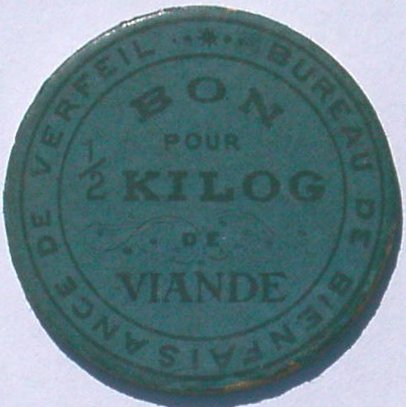 BUREAU DE BIENFAISANCE DE VERFEIL
BON
POUR
1/2 KILOG
DE
VIANDE